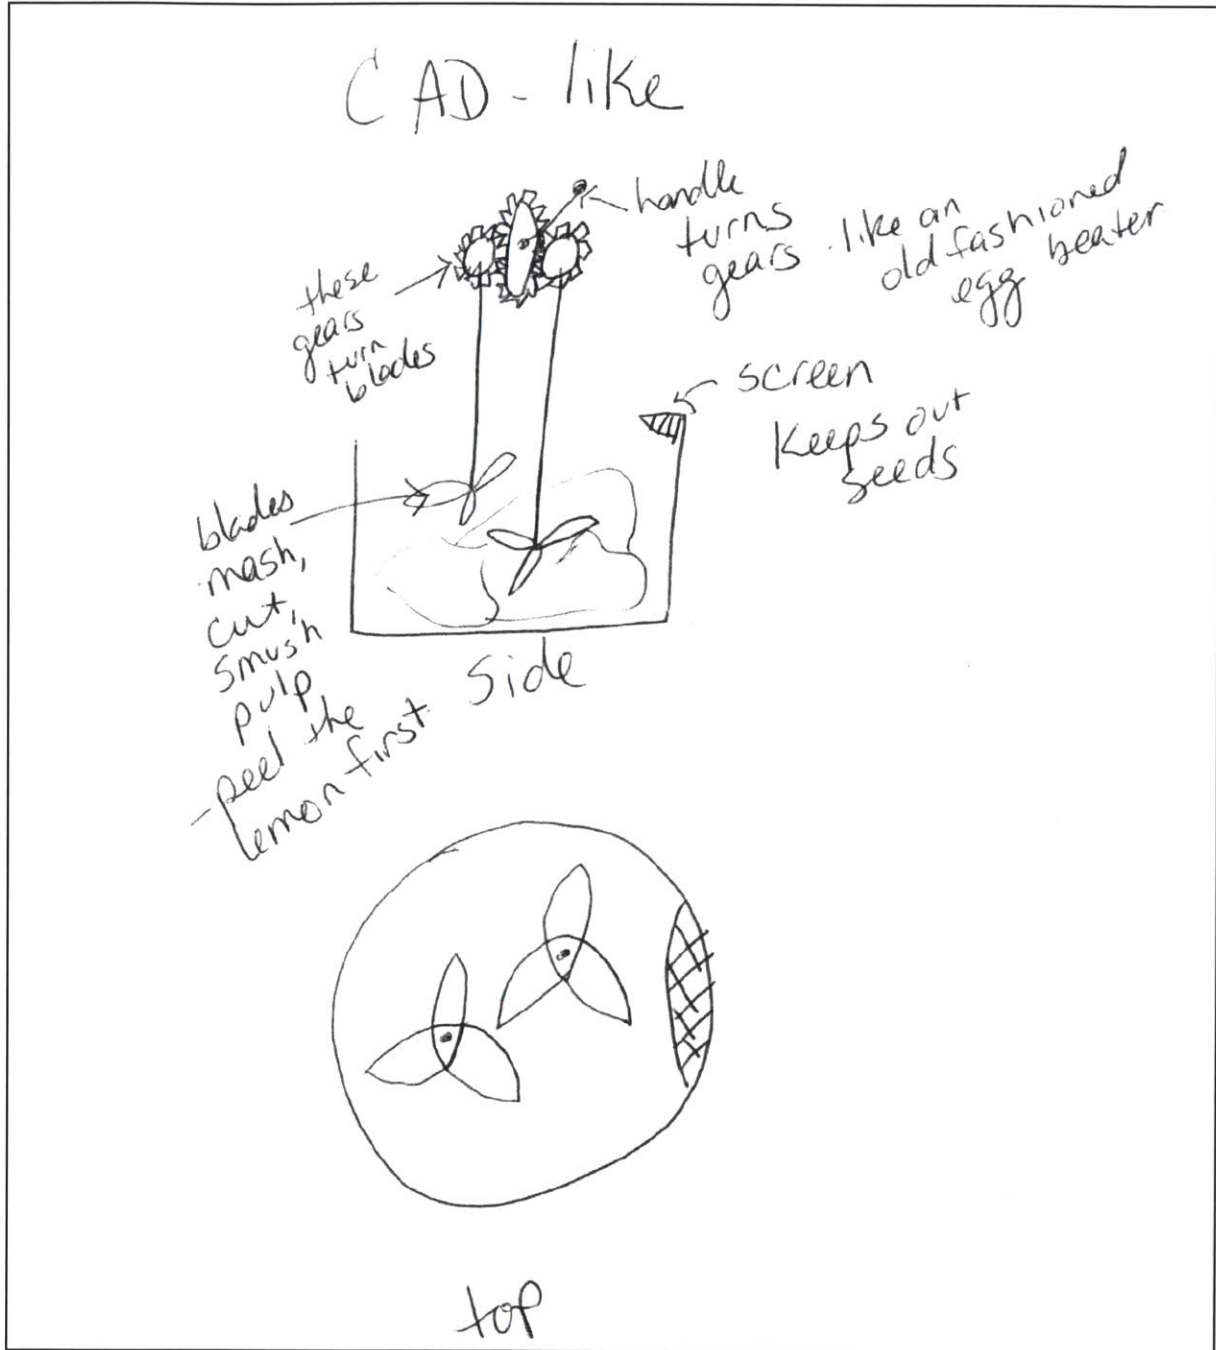 CAD - like
handle
turns
gears . like an
old fashioned
egg beater
these
gears
turn
blades
screen
keeps out
seeds
blades
mash,
cut,
smush
pulp
- peel the
lemon first
Side
top